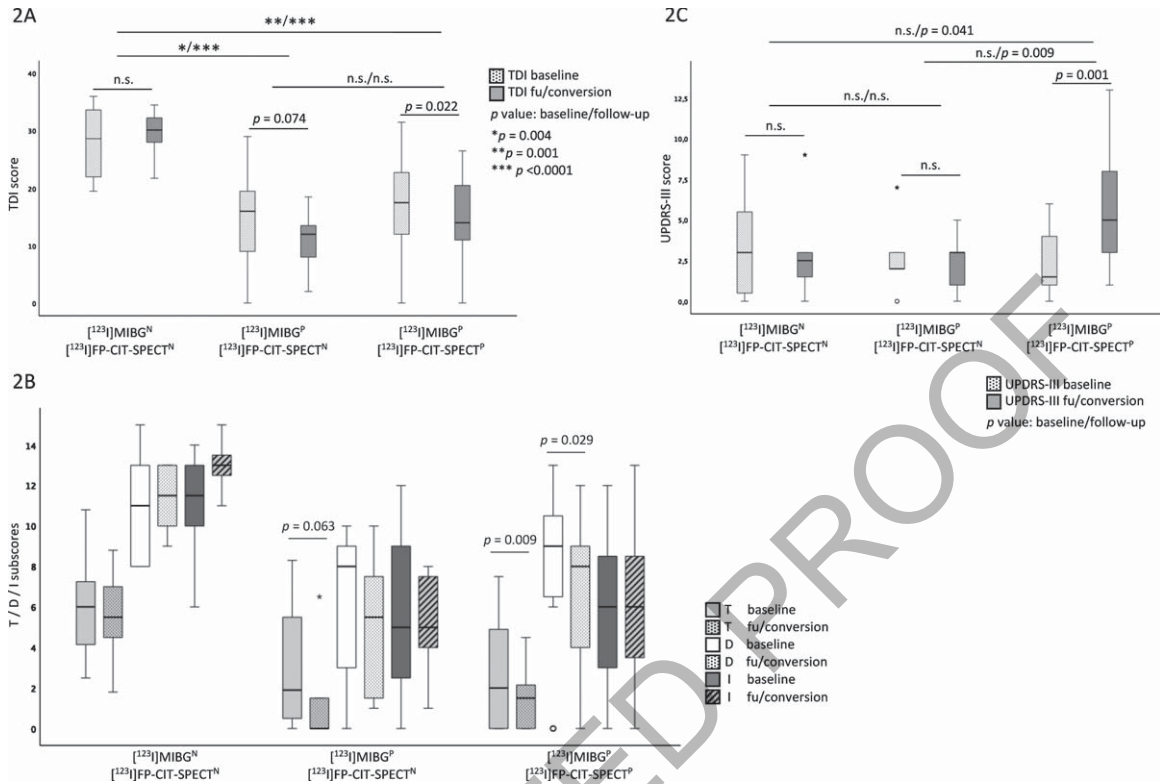 2A
**/***
*/***
n.s.
n.s./n.s.
p = 0.074
p = 0.022
TDI score
40
30
20
10
0
[123I]MIBGᴺ
[123I]FP-CIT-SPECTᴺ
[123I]MIBGᴾ
[123I]FP-CIT-SPECTᴺ
[123I]MIBGᴾ
[123I]FP-CIT-SPECTᴾ
TDI baseline
TDI fu/conversion
p value: baseline/follow-up
*p = 0.004
**p = 0.001
*** p <0.0001
2C
n.s./p = 0.041
n.s./p = 0.009
p = 0.001
n.s./n.s.
n.s.
n.s.
*
*
UPDRS-III score
12,5
10,0
7,5
5,0
2,5
0,0
[123I]MIBGᴺ
[123I]FP-CIT-SPECTᴺ
[123I]MIBGᴾ
[123I]FP-CIT-SPECTᴺ
[123I]MIBGᴾ
[123I]FP-CIT-SPECTᴾ
UPDRS-III baseline
UPDRS-III fu/conversion
p value: baseline/follow-up
2B
p = 0.063
*
p = 0.009
p = 0.029
T / D / I subscores
14
12
10
8
6
4
2
0
[123I]MIBGᴺ
[123I]FP-CIT-SPECTᴺ
[123I]MIBGᴾ
[123I]FP-CIT-SPECTᴺ
[123I]MIBGᴾ
[123I]FP-CIT-SPECTᴾ
T baseline
T fu/conversion
D baseline
D fu/conversion
I baseline
I fu/conversion
ED PROOF